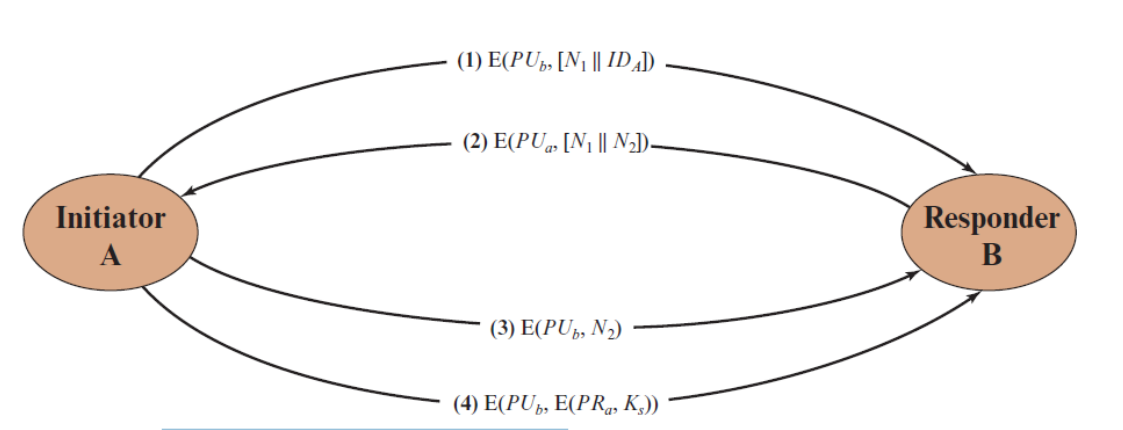 (1) E(PU_b, [N_1 || ID_A])
(2) E(PU_a, [N_1 || N_2])
Initiator
A
Responder
B
(3) E(PU_b, N_2)
(4) E(PU_b, E(PR_a, K_s))